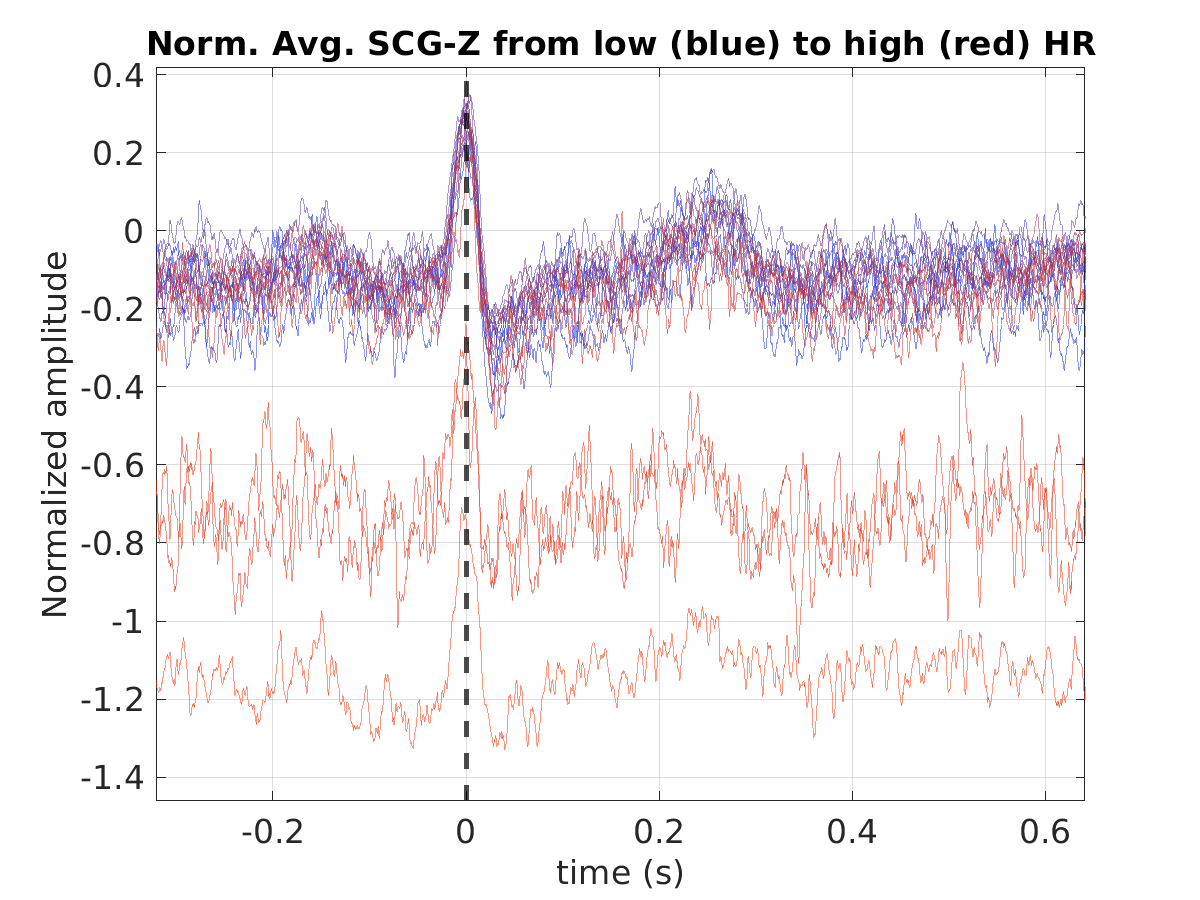 Norm. Avg. SCG-Z from low (blue) to high (red) HR
0.4
0.2
0
-0.2
-0.4
-0.6
-0.8
-1
-1.2
-1.4
Normalized amplitude
-0.2 0 0.2 0.4 0.6
time (s)